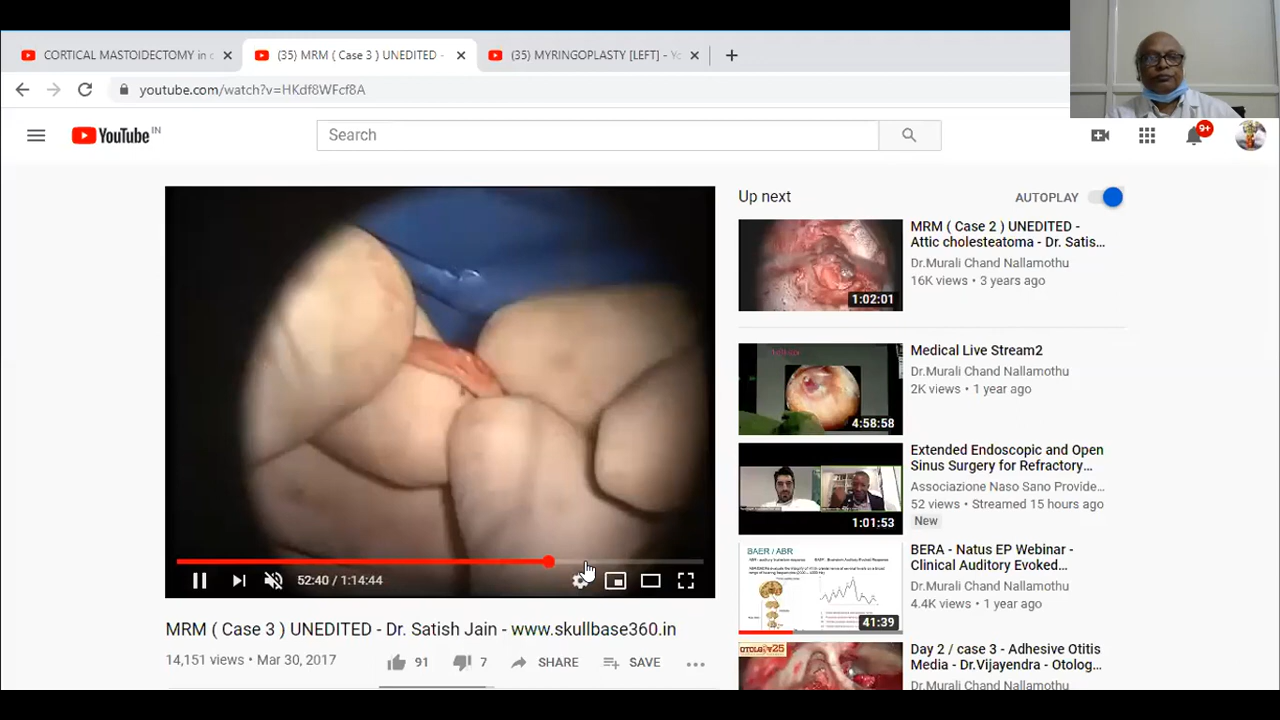 CORTICAL MASTOIDECTOMY in c
(35) MRM ( Case 3 ) UNEDITED -
(35) MYRINGOPLASTY [LEFT] - Yo
youtube.com/watch?v=HKdf8WFcf8A
YouTube IN
Search
9+
Up next
AUTOPLAY
MRM ( Case 2 ) UNEDITED -
Attic cholesteatoma - Dr. Satis...
Dr.Murali Chand Nallamothu
16K views • 3 years ago
1:02:01
Medical Live Stream2
Dr.Murali Chand Nallamothu
2K views • 1 year ago
4:58:58
Extended Endoscopic and Open
Sinus Surgery for Refractory...
Associazione Naso Sano Provide...
52 views • Streamed 15 hours ago
New
1:01:53
BAER / ABR
BERA - Natus EP Webinar -
Clinical Auditory Evoked...
Dr.Murali Chand Nallamothu
4.4K views • 1 year ago
41:39
OTOLOGY25
Day 2 / case 3 - Adhesive Otitis
Media - Dr.Vijayendra - Otolog...
Dr.Murali Chand Nallamothu
52:40 / 1:14:44
MRM ( Case 3 ) UNEDITED - Dr. Satish Jain - www.skullbase360.in
14,151 views • Mar 30, 2017
91
7
SHARE
SAVE